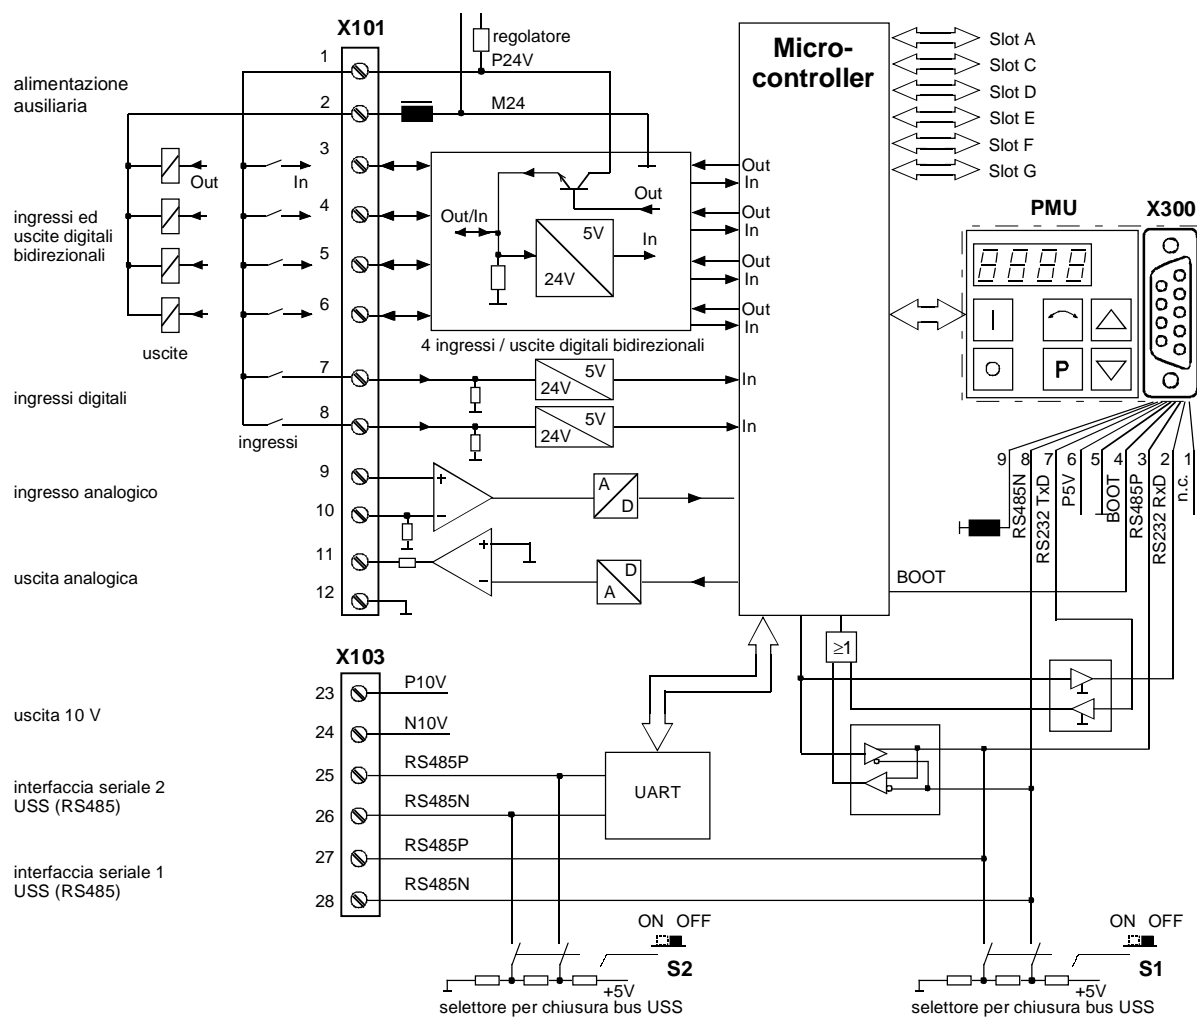 X101
regolatore
P24V
1
alimentazione
ausiliaria
2
M24
3
Out
In
4
ingressi ed
uscite digitali
bidirezionali
5
6
uscite
Out
Out/In
In
5V
24V
4 ingressi / uscite digitali bidirezionali
Out
In
Out
In
Out
In
Out
In
Micro-
controller
Slot A
Slot C
Slot D
Slot E
Slot F
Slot G
PMU
X300
8888
I
O
P
7
ingressi digitali
5V
24V
In
8
ingressi
5V
24V
In
9
ingresso analogico
10
+
−
A
D
11
uscita analogica
12
+
−
D
A
9 8 7 6 5 4 3 2 1
RS485N
RS232 TxD
P5V
BOOT
RS485P
RS232 RxD
n.c.
BOOT
≥1
X103
23
P10V
uscita 10 V
24
N10V
25
RS485P
interfaccia seriale 2
USS (RS485)
26
RS485N
UART
27
RS485P
interfaccia seriale 1
USS (RS485)
28
RS485N
ON OFF
S2
+5V
selettore per chiusura bus USS
ON OFF
S1
+5V
selettore per chiusura bus USS